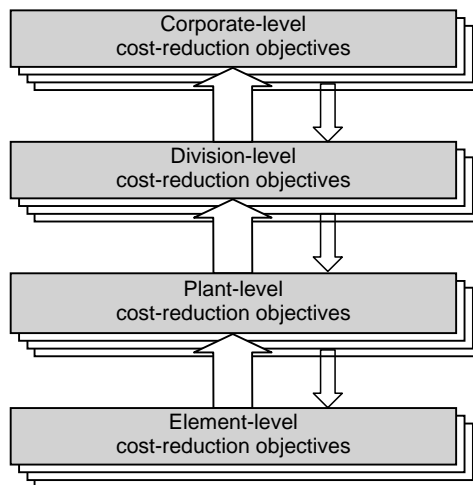 Corporate-level
cost-reduction objectives
Division-level
cost-reduction objectives
Plant-level
cost-reduction objectives
Element-level
cost-reduction objectives